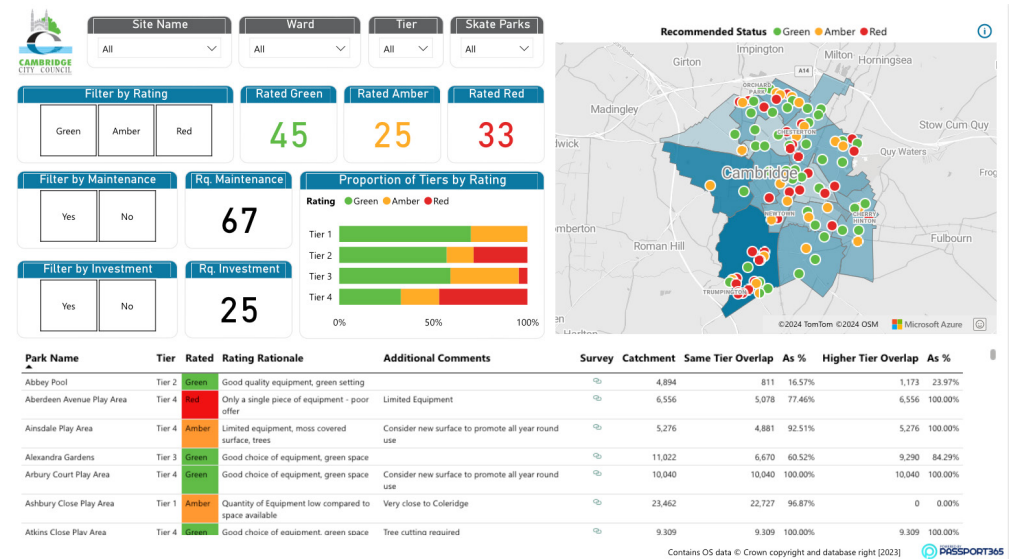 CAMBRIDGE
CITY COUNCIL
Site Name
All
Ward
All
Tier
All
Skate Parks
All
Filter by Rating
Green
Amber
Red
Rated Green
45
Rated Amber
25
Rated Red
33
Filter by Maintenance
Yes
No
Rq. Maintenance
67
Filter by Investment
Yes
No
Rq. Investment
25
Proportion of Tiers by Rating
Rating Green Amber Red
Tier 1
Tier 2
Tier 3
Tier 4
0% 50% 100%
Recommended Status Green Amber Red
Impington
Milton
Girton
Horningsea
A14
ORCHARD
PARK
Madingley
Stow Cum Quy
CHESTERTON
Quy Waters
Cambridge
NEWTOWN
CHERRY
HINTON
Roman Hill
Fulbourn
TRUMPINGTON
©2024 TomTom ©2024 OSM
Microsoft Azure
Park Name Tier Rated Rating Rationale Additional Comments Survey Catchment Same Tier Overlap As % Higher Tier Overlap As %
Abbey Pool Tier 2 Green Good quality equipment, green setting 4,894 811 16.57% 1,173 23.97%
Aberdeen Avenue Play Area Tier 4 Red Only a single piece of equipment - poor Limited Equipment 6,556 5,078 77.46% 6,556 100.00%
offer
Ainsdale Play Area Tier 4 Amber Limited equipment, moss covered Consider new surface to promote all year round 5,276 4,881 92.51% 5,276 100.00%
surface, trees use
Alexandra Gardens Tier 3 Green Good choice of equipment, green space 11,022 6,670 60.52% 9,290 84.29%
Arbury Court Play Area Tier 4 Green Good choice of equipment, green space Consider new surface to promote all year round 10,040 10,040 100.00% 10,040 100.00%
use
Ashbury Close Play Area Tier 1 Amber Quantity of Equipment low compared to Very close to Coleridge 23,462 22,727 96.87% 0 0.00%
space available
Atkins Close Play Area Tier 4 Green Good choice of equipment, green space Tree cutting required 9,309 9,309 100.00% 9,309 100.00%
Contains OS data © Crown copyright and database right [2023]
PASSPORT365